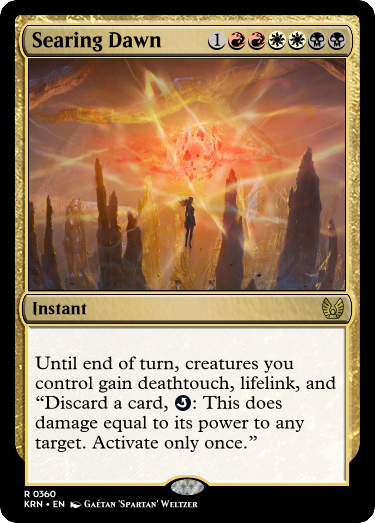 Searing Dawn 1
Instant
Until end of turn, creatures you
control gain deathtouch, lifelink, and
“Discard a card, : This does
damage equal to its power to any
target. Activate only once.”
R 0360
KRN • EN Gaétan 'Spartan' Weltzer